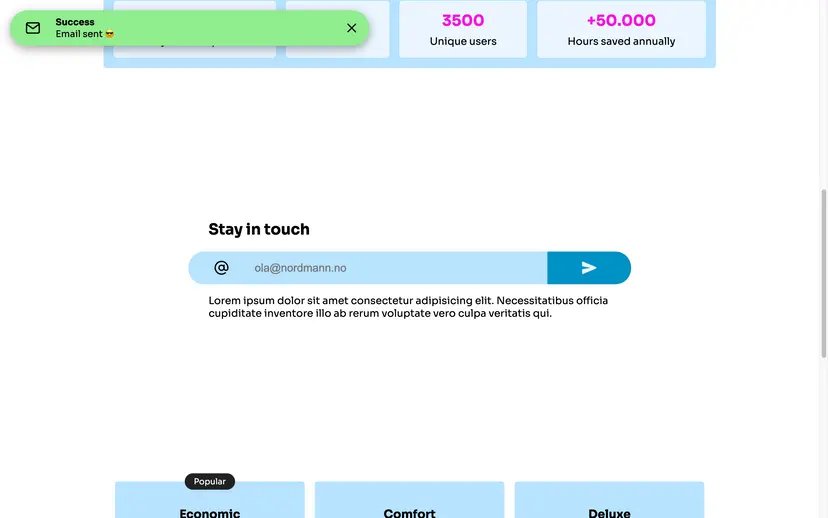 Success
Email sent 😎
3500
Unique users
+50.000
Hours saved annually
Stay in touch
ola@nordmann.no
Lorem ipsum dolor sit amet consectetur adipisicing elit. Necessitatibus officia
cupiditate inventore illo ab rerum voluptate vero culpa veritatis qui.
Popular
Economic
Comfort
Deluxe